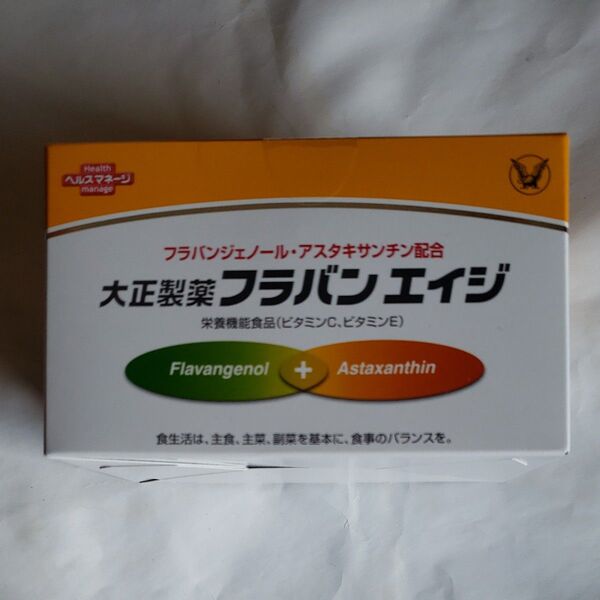 Health
ヘルスマネージ
manage
フラバンジェノール・アスタキサンチン配合
大正製薬フラバンエイジ
栄養機能食品(ビタミンC、ビタミンE)
Flavangenol + Astaxanthin
食生活は、主食、主菜、副菜を基本に、食事のバランスを。